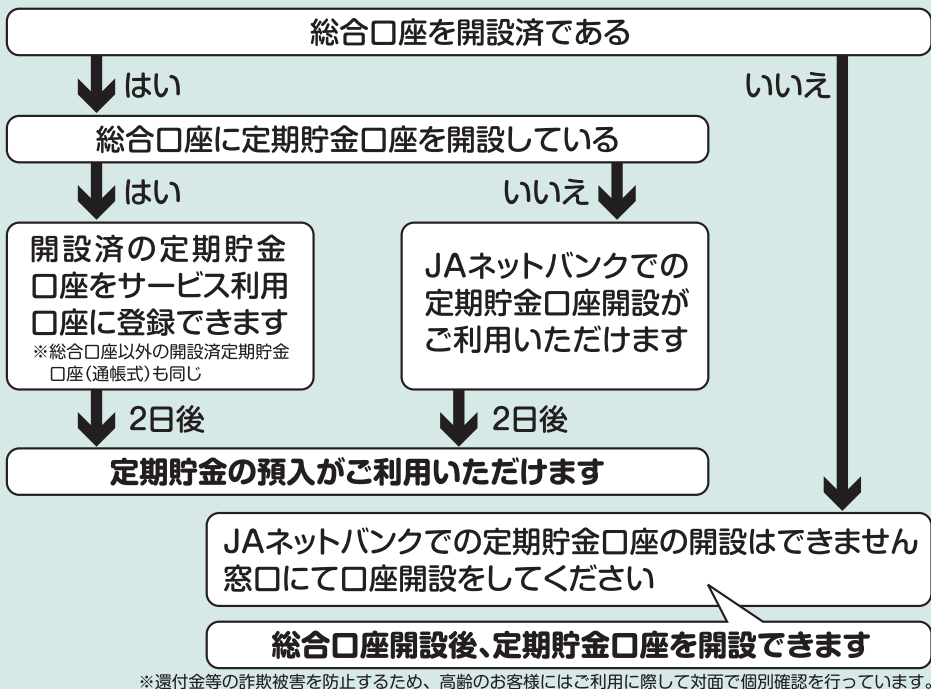 総合口座を開設済である
はい
いいえ
総合口座に定期貯金口座を開設している
はい
いいえ
開設済の定期貯金
口座をサービス利用
口座に登録できます
※総合口座以外の開設済定期貯金
口座(通帳式)も同じ
JAネットバンクでの
定期貯金口座開設が
ご利用いただけます
2日後
2日後
定期貯金の預入がご利用いただけます
JAネットバンクでの定期貯金口座の開設はできません
窓口にて口座開設をしてください
総合口座開設後、定期貯金口座を開設できます
※還付金等の詐欺被害を防止するため、高齢のお客様にはご利用に際して対面で個別確認を行っています。